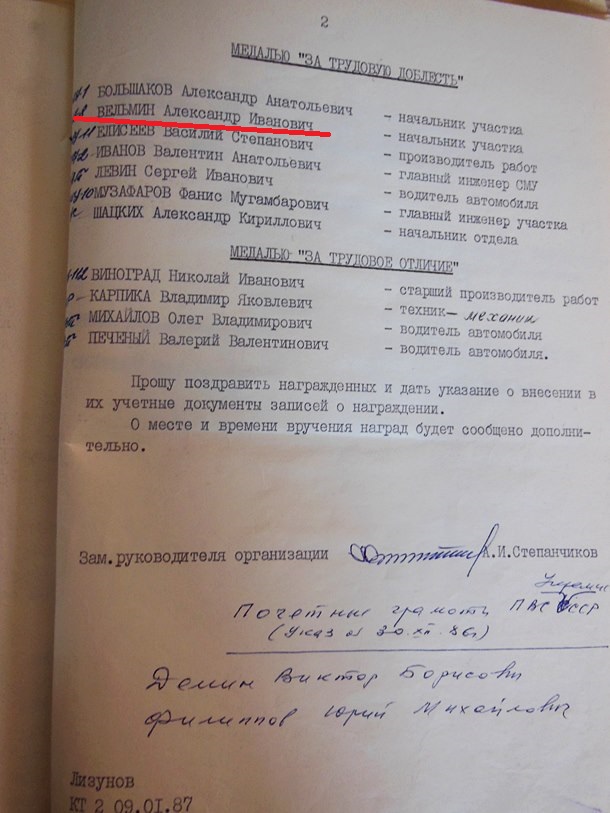 2
МЕДАЛЬЮ "ЗА ТРУДОВУЮ ДОБЛЕСТЬ"
БОЛЬШАКОВ Александр Анатольевич - начальник участка
ВЕЛЬМИН Александр Иванович - начальник участка
ЕЛИСЕЕВ Василий Степанович - производитель работ
ИВАНОВ Валентин Анатольевич - главный инженер СМУ
ЛЕВИН Сергей Иванович - водитель автомобиля
МУЗАФАРОВ Фанис Мугамбарович - главный инженер участка
ШАЦКИХ Александр Кириллович - начальник отдела
МЕДАЛЬЮ "ЗА ТРУДОВОЕ ОТЛИЧИЕ"
ВИНОГРАД Николай Иванович - старший производитель работ
КАРПИКА Владимир Яковлевич - техник-механик
МИХАЙЛОВ Олег Владимирович - водитель автомобиля
ПЕЧЕНЫЙ Валерий Валентинович - водитель автомобиля.
Прошу поздравить награжденных и дать указание о внесении в
их учетные документы записей о награждении.
О месте и времени вручения наград будет сообщено дополни-
тельно.
Зам.руководителя организации А.И.Степанчиков
Почетные грамоты ПВС СССР
(Указ от 30.XII.86г)
Демин Виктор Борисович
Филиппов Юрий Михайлович
Лизунов
КТ 2 09.01.87